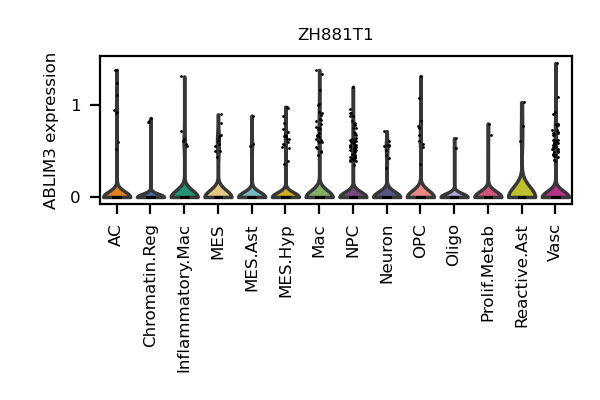 ZH881T1
ABLIM3 expression
1
0
AC
Chromatin.Reg
Inflammatory.Mac
MES
MES.Ast
MES.Hyp
Mac
NPC
Neuron
OPC
Oligo
Prolif.Metab
Reactive.Ast
Vasc